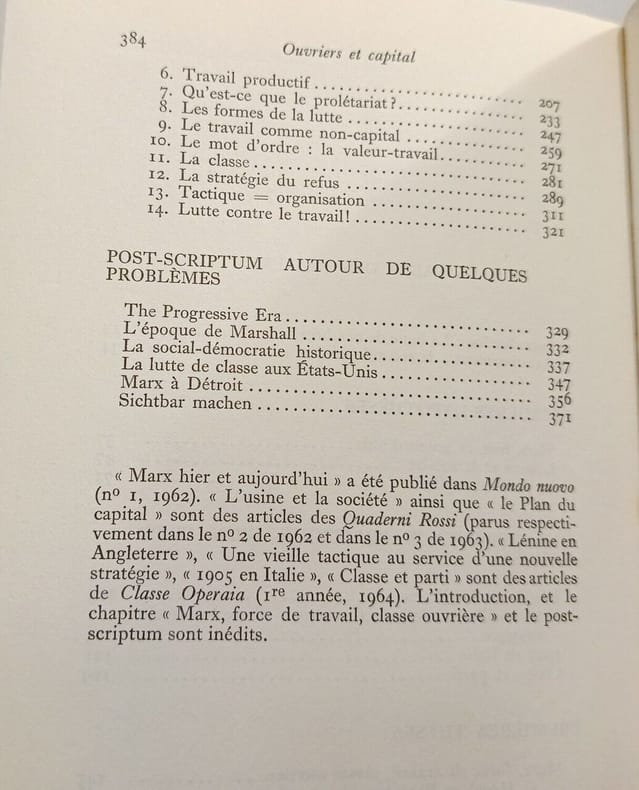 384
Ouvriers et capital
6. Travail productif .......... 207
7. Qu'est-ce que le prolétariat ?.......... 233
8. Les formes de la lutte .......... 247
9. Le travail comme non-capital .......... 259
10. Le mot d'ordre : la valeur-travail.......... 271
11. La classe.......... 281
12. La stratégie du refus .......... 289
13. Tactique = organisation .......... 311
14. Lutte contre le travail! .......... 321
POST-SCRIPTUM AUTOUR DE QUELQUES
PROBLÈMES
The Progressive Era.......... 329
L'époque de Marshall .......... 332
La social-démocratie historique.......... 337
La lutte de classe aux États-Unis.......... 347
Marx à Détroit .......... 356
Sichtbar machen .......... 371
« Marx hier et aujourd'hui » a été publié dans Mondo nuovo
(nº 1, 1962). « L'usine et la société » ainsi que « le Plan du
capital » sont des articles des Quaderni Rossi (parus respecti-
vement dans le nº 2 de 1962 et dans le nº 3 de 1963). « Lénine en
Angleterre », « Une vieille tactique au service d'une nouvelle
stratégie », « 1905 en Italie », « Classe et parti » sont des articles
de Classe Operaia (1re année, 1964). L'introduction, et le
chapitre « Marx, force de travail, classe ouvrière » et le post-
scriptum sont inédits.